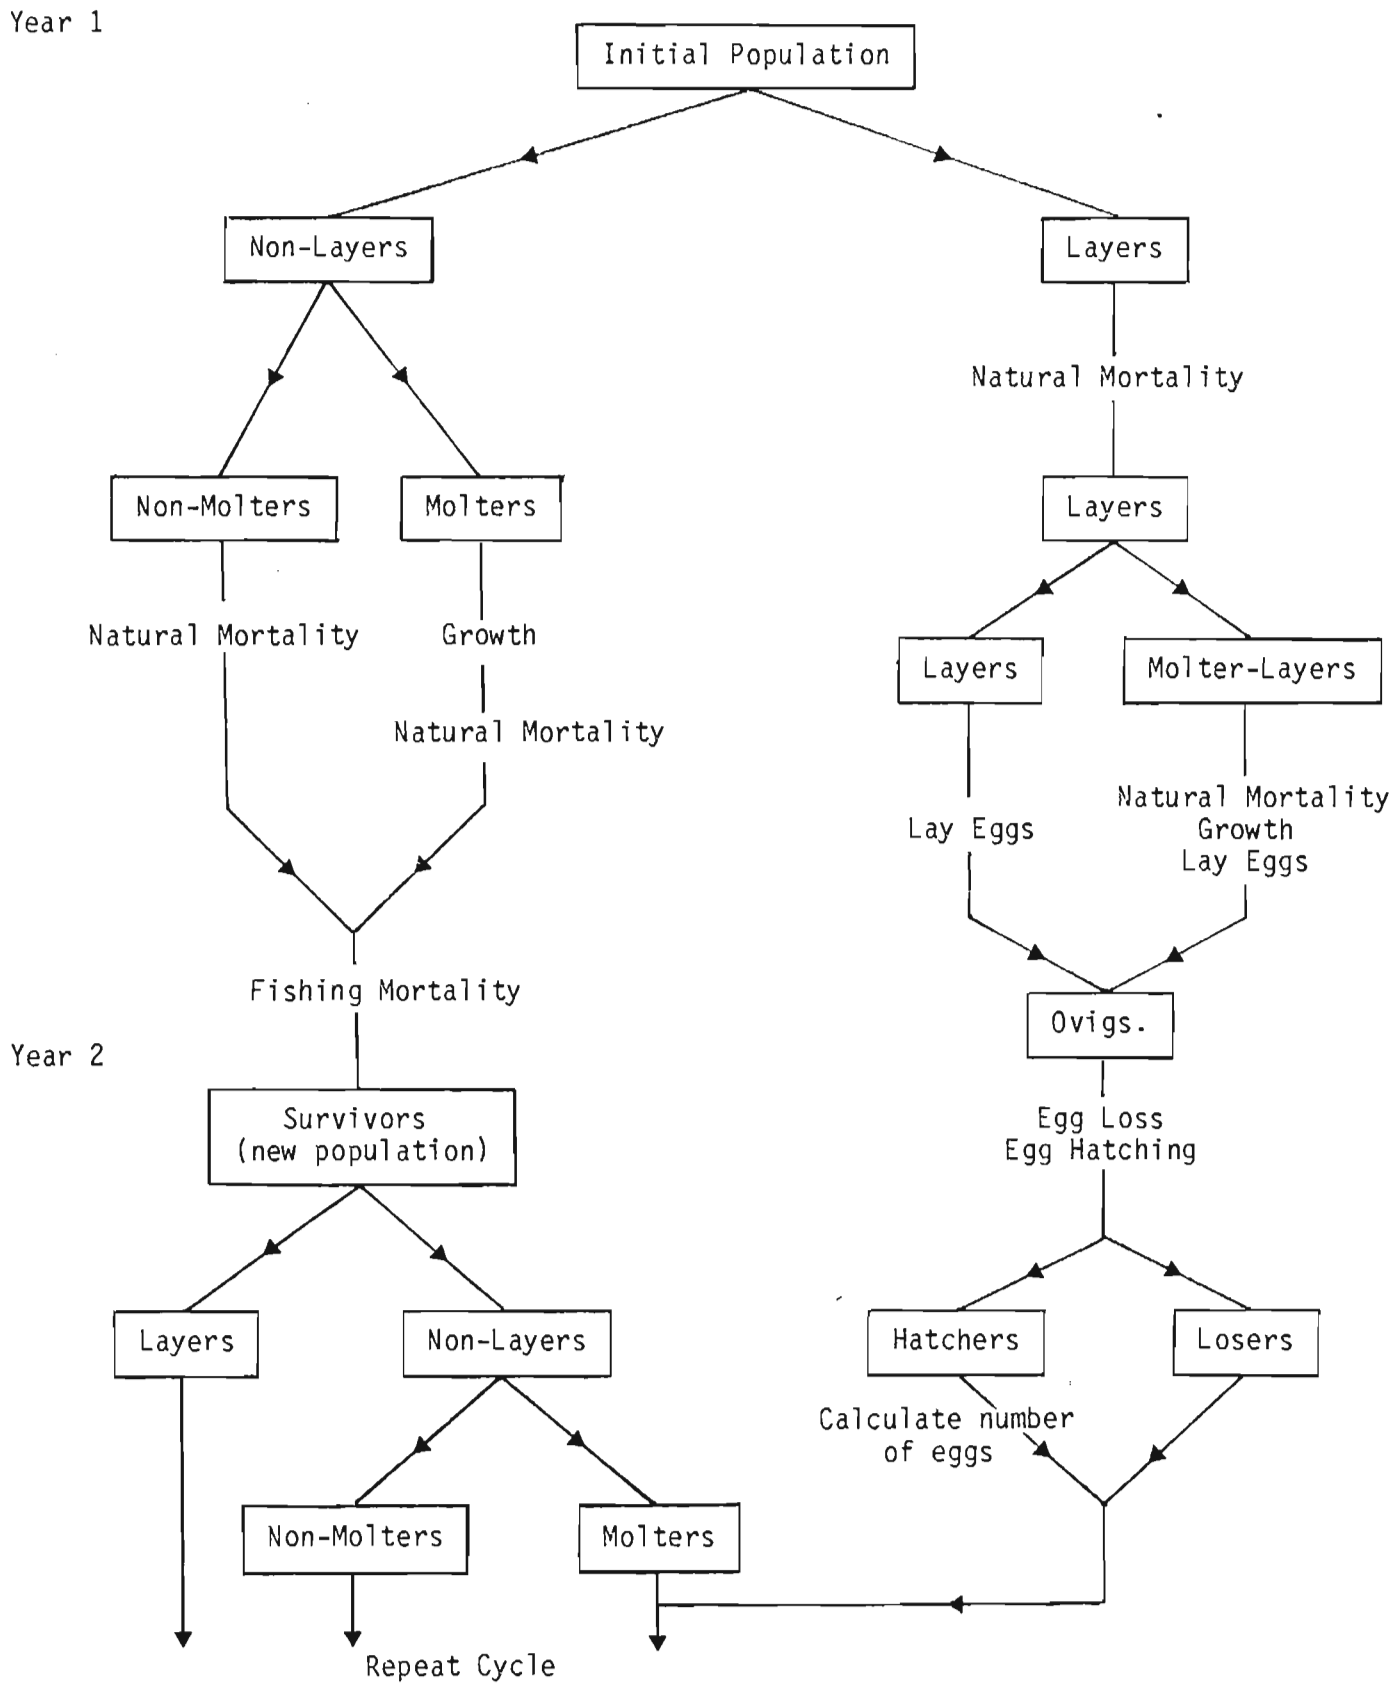 Year 1
Initial Population
Non-Layers
Layers
Natural Mortality
Non-Molters
Molters
Layers
Natural Mortality
Growth
Layers
Molter-Layers
Natural Mortality
Natural Mortality
Lay Eggs
Growth
Lay Eggs
Fishing Mortality
Ovigs.
Year 2
Survivors
(new population)
Egg Loss
Egg Hatching
Layers
Non-Layers
Hatchers
Losers
Calculate number
of eggs
Non-Molters
Molters
Repeat Cycle